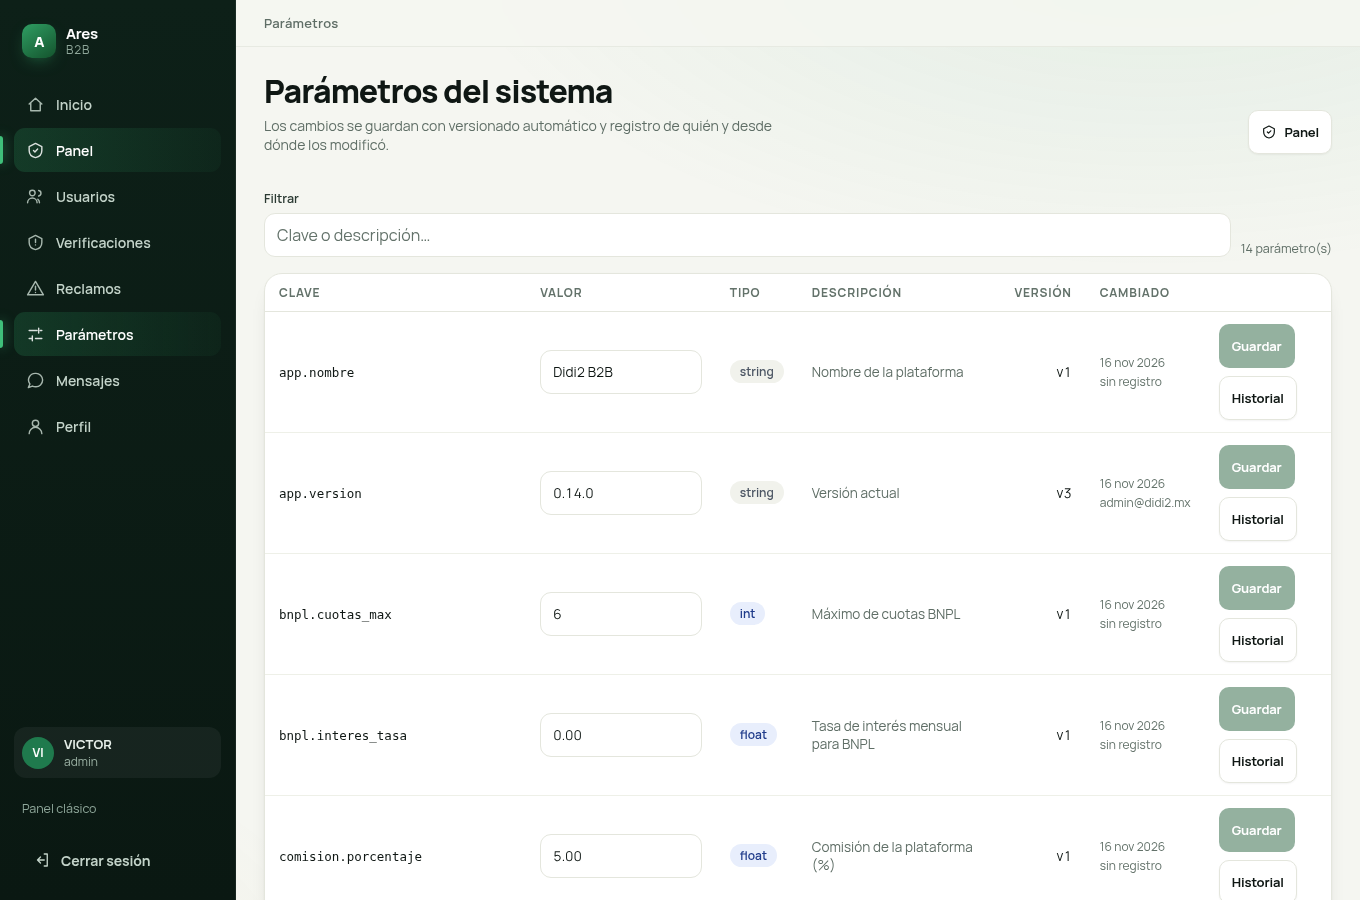 A
Ares
B2B
Inicio
Panel
Usuarios
Verificaciones
Reclamos
Parámetros
Mensajes
Perfil
VI
VICTOR
admin
Panel clásico
Cerrar sesión
Parámetros
Parámetros del sistema
Los cambios se guardan con versionado automático y registro de quién y desde
dónde los modificó.
Panel
Filtrar
Clave o descripción…
14 parámetro(s)
CLAVE VALOR TIPO DESCRIPCIÓN VERSIÓN CAMBIADO
app.nombre Didi2 B2B string Nombre de la plataforma v1 16 nov 2026
sin registro
Guardar
Historial
app.version 0.14.0 string Versión actual v3 16 nov 2026
admin@didi2.mx
Guardar
Historial
bnpl.cuotas_max 6 int Máximo de cuotas BNPL v1 16 nov 2026
sin registro
Guardar
Historial
bnpl.interes_tasa 0.00 float Tasa de interés mensual
para BNPL
v1 16 nov 2026
sin registro
Guardar
Historial
comision.porcentaje 5.00 float Comisión de la plataforma
(%)
v1 16 nov 2026
sin registro
Guardar
Historial